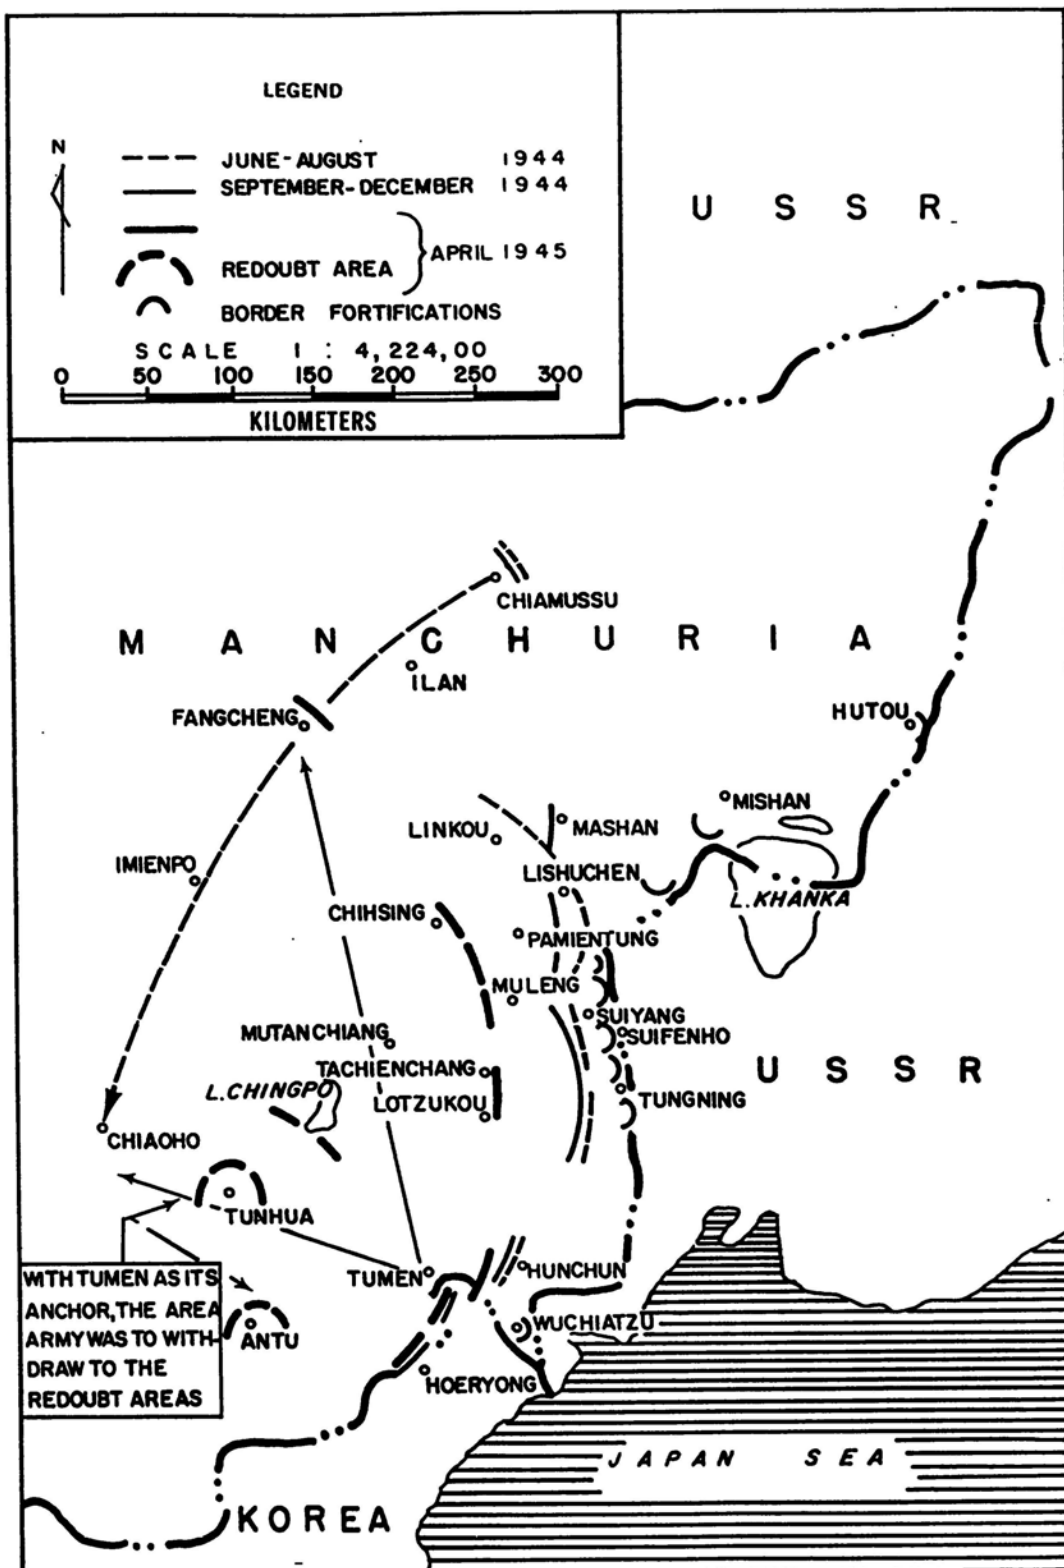 LEGEND
N
JUNE-AUGUST 1944
SEPTEMBER-DECEMBER 1944
APRIL 1945
REDOUBT AREA
BORDER FORTIFICATIONS
SCALE 1 : 4,224,00
0 50 100 150 200 250 300
KILOMETERS
USSR
CHIAMUSSU
MANCHURIA
ILAN
FANGCHENG
HUTOU
MISHAN
LINKOU
MASHAN
IMIENPO
LISHUCHEN
L. KHANKA
CHIHSING
PAMIENTUNG
MULENG
SUIYANG
MUTANCHIANG
SUIFENHO
TACHIENCHANG
USSR
L. CHINGPO
LOTZUKOU
TUNGNING
CHIAOHO
TUNHUA
WITH TUMEN AS ITS
ANCHOR, THE AREA
ARMY WAS TO WITH-
DRAW TO THE
REDOUBT AREAS
TUMEN
HUNCHUN
ANTU
WUCHIATZU
HOERYONG
JAPAN SEA
KOREA